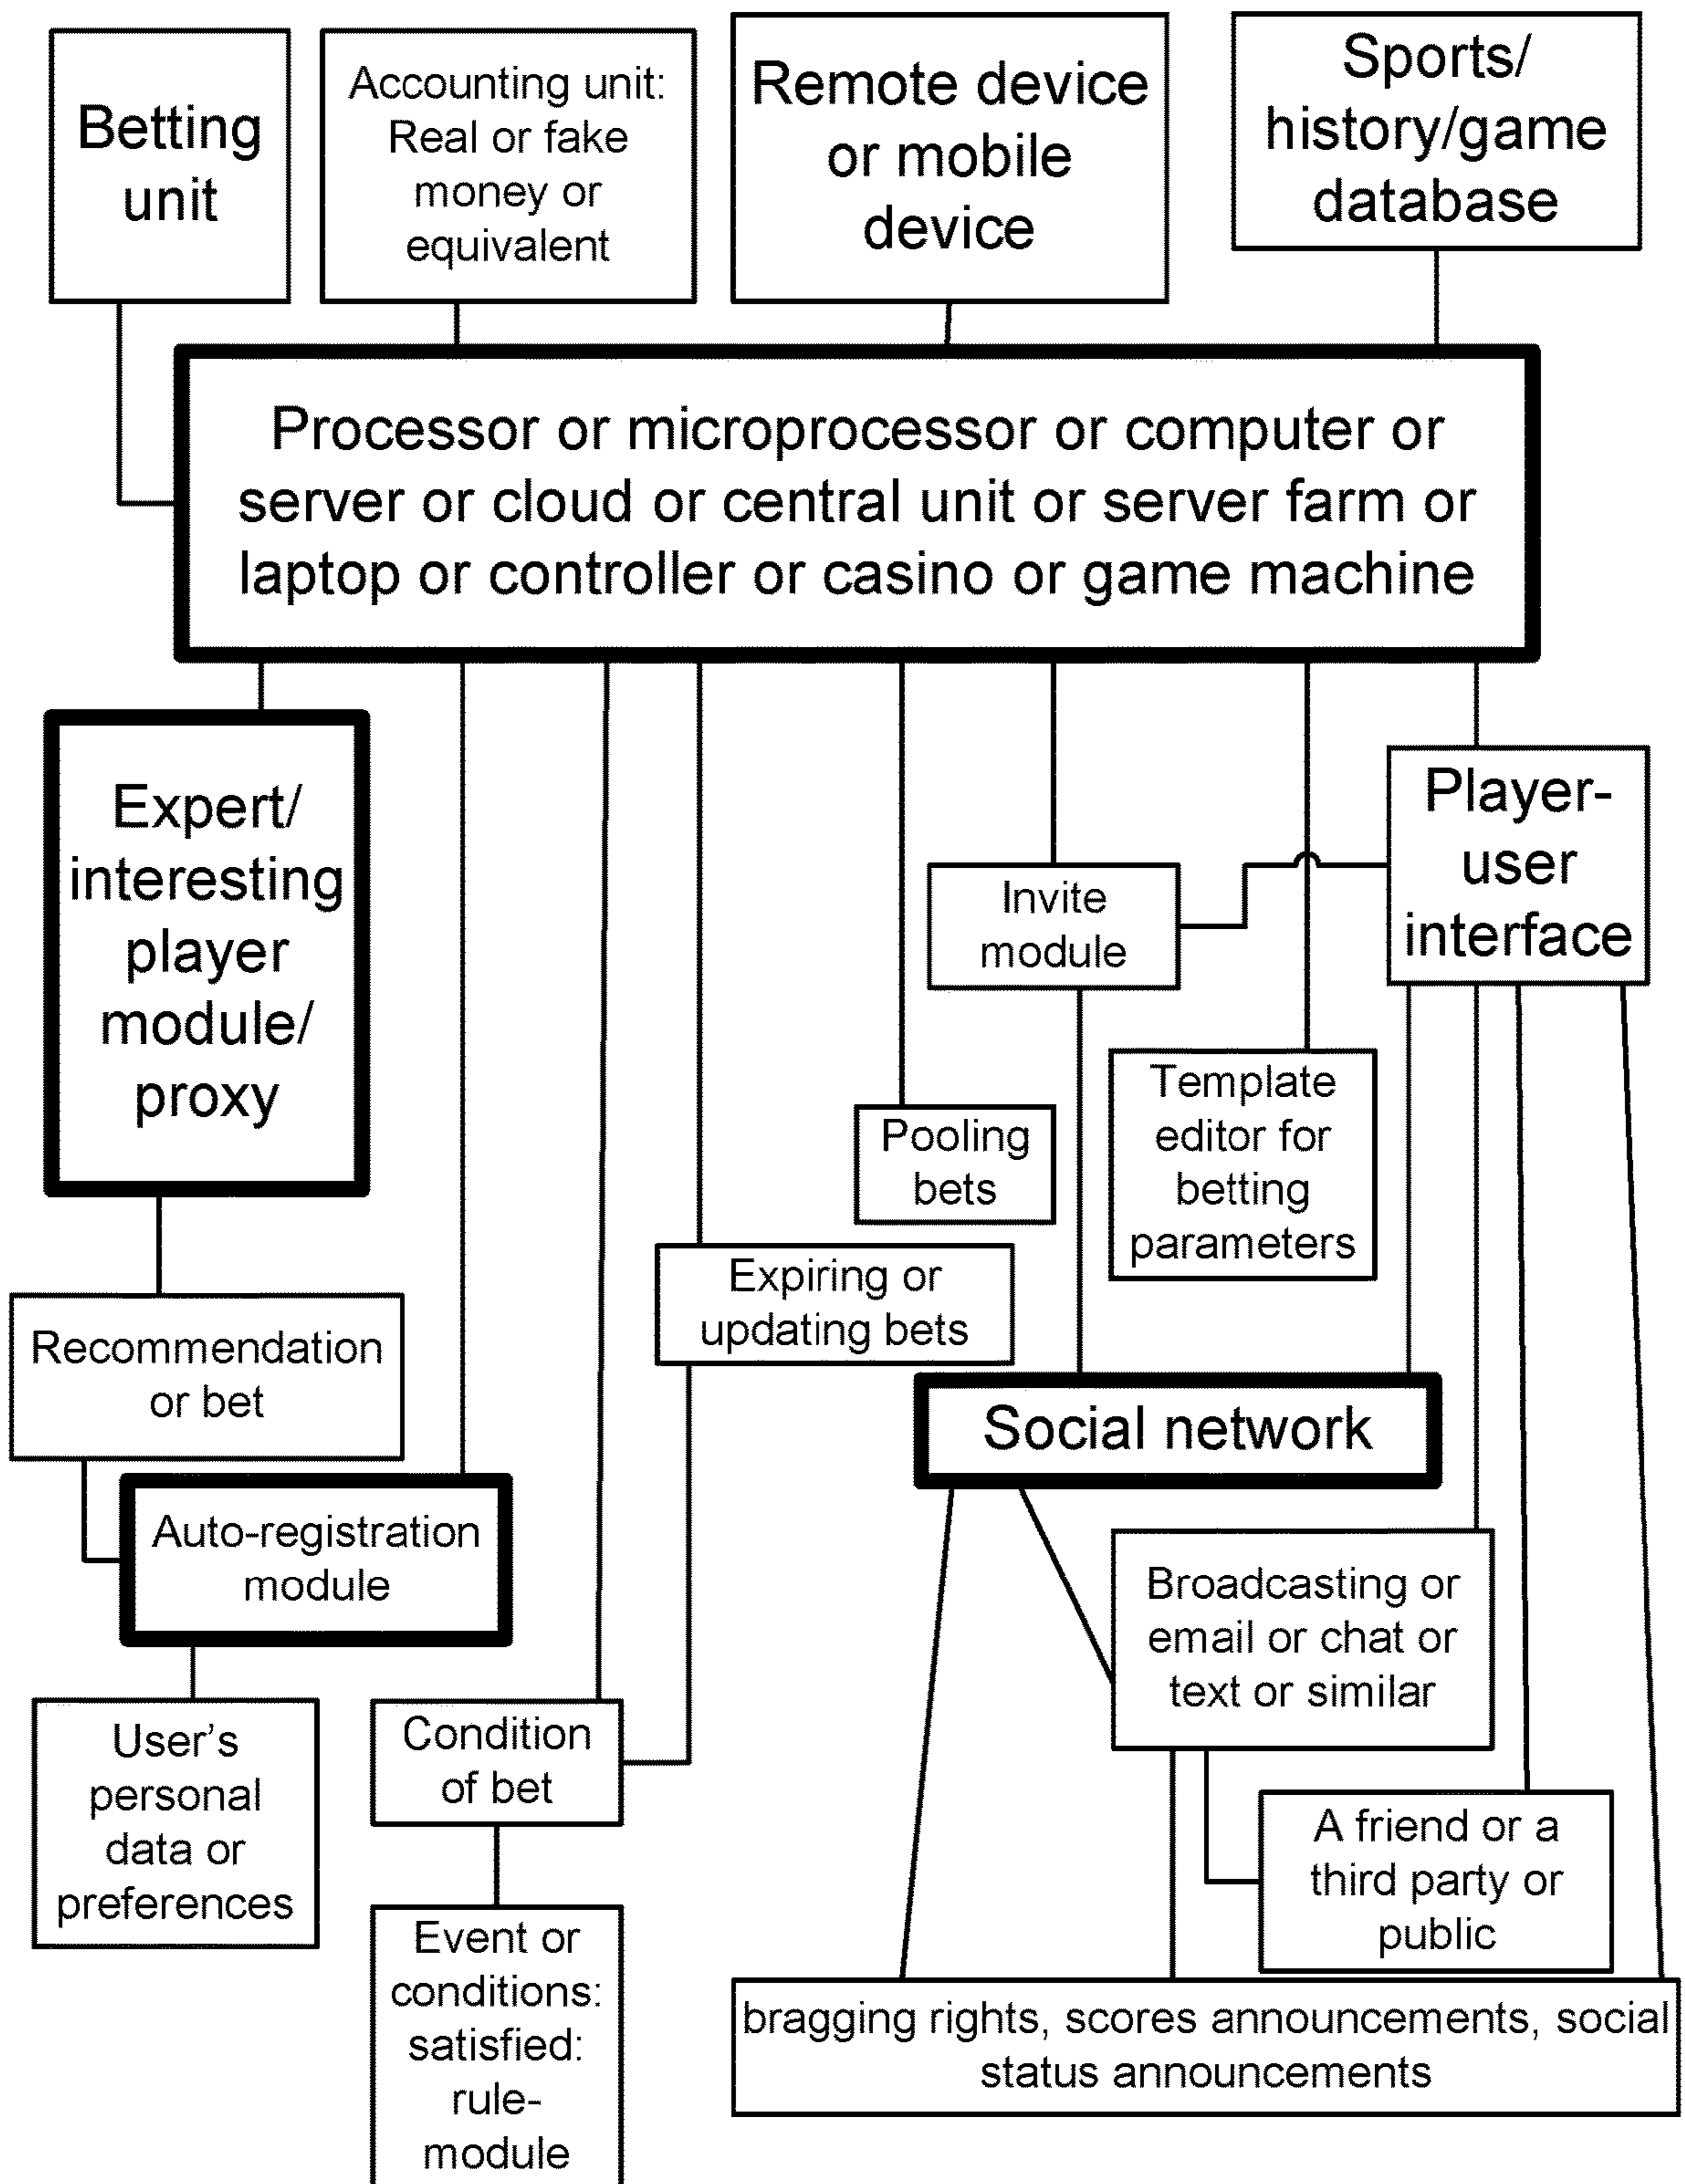 Betting
unit
Accounting unit:
Real or fake
money or
equivalent
Remote device
or mobile
device
Sports/
history/game
database
Processor or microprocessor or computer or
server or cloud or central unit or server farm or
laptop or controller or casino or game machine
Expert/
interesting
player
module/
proxy
Player-
user
interface
Invite
module
Template
editor for
betting
parameters
Pooling
bets
Expiring or
updating bets
Recommendation
or bet
Social network
Auto-registration
module
Broadcasting or
email or chat or
text or similar
User’s
personal
data or
preferences
Condition
of bet
A friend or a
third party or
public
Event or
conditions:
satisfied:
rule-
module
bragging rights, scores announcements, social
status announcements